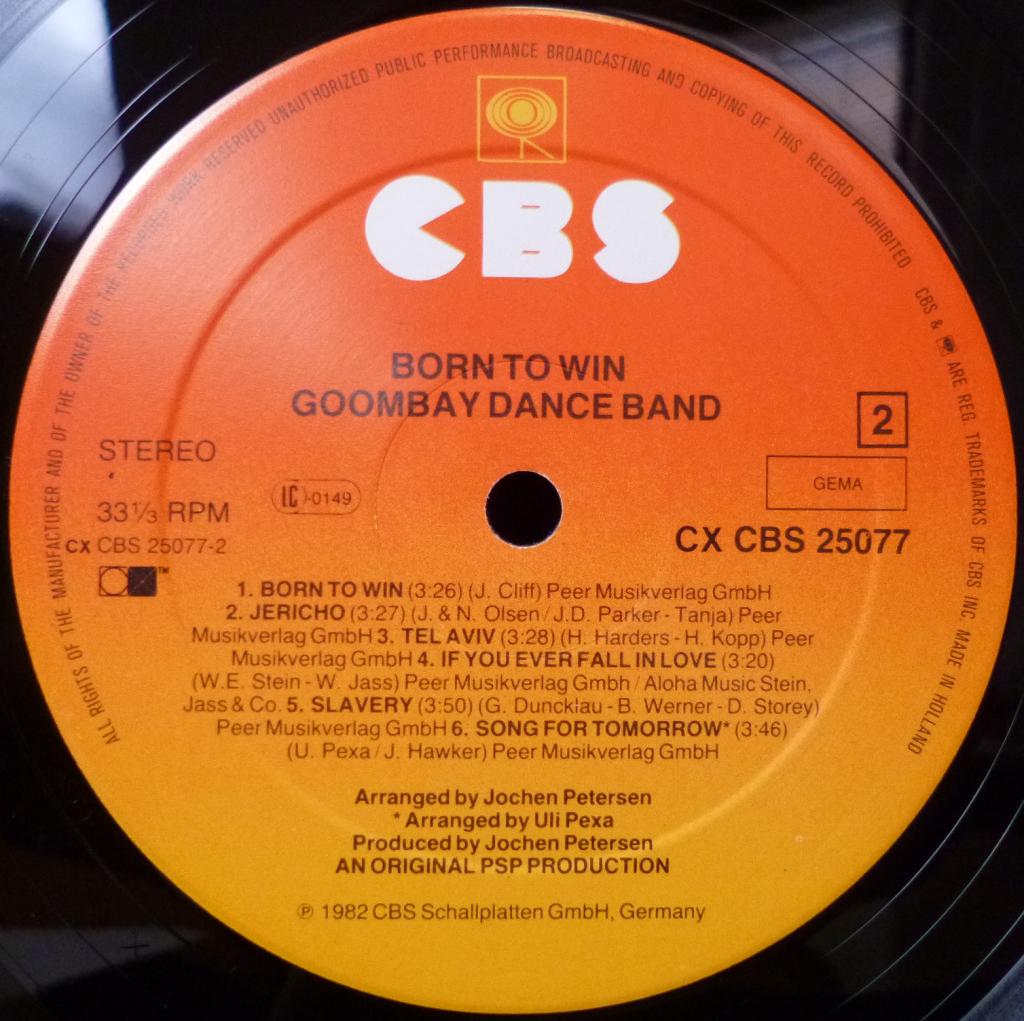 ALL RIGHTS OF THE MANUFACTURER AND OF THE OWNER OF THE RECORDED WORK RESERVED UNAUTHORIZED PUBLIC PERFORMANCE BROADCASTING AND COPYING OF THIS RECORD PROHIBITED
CBS & ARE REG. TRADEMARKS OF CBS INC. MADE IN HOLLAND
CBS
BORN TO WIN
GOOMBAY DANCE BAND
2
STEREO
GEMA
LC-0149
33⅓ RPM
CX CBS 25077
CX CBS 25077-2
TM
1. BORN TO WIN (3:26) (J. Cliff) Peer Musikverlag GmbH
2. JERICHO (3:27) (J. & N. Olsen / J.D. Parker - Tanja) Peer
Musikverlag GmbH 3. TEL AVIV (3:28) (H. Harders - H. Kopp) Peer
Musikverlag GmbH 4. IF YOU EVER FALL IN LOVE (3:20)
(W.E. Stein - W. Jass) Peer Musikverlag Gmbh / Aloha Music Stein,
Jass & Co. 5. SLAVERY (3:50) (G. Duncklau - B. Werner - D. Storey)
Peer Musikverlag GmbH 6. SONG FOR TOMORROW* (3:46)
(U. Pexa / J. Hawker) Peer Musikverlag GmbH
Arranged by Jochen Petersen
* Arranged by Uli Pexa
Produced by Jochen Petersen
AN ORIGINAL PSP PRODUCTION
℗ 1982 CBS Schallplatten GmbH, Germany